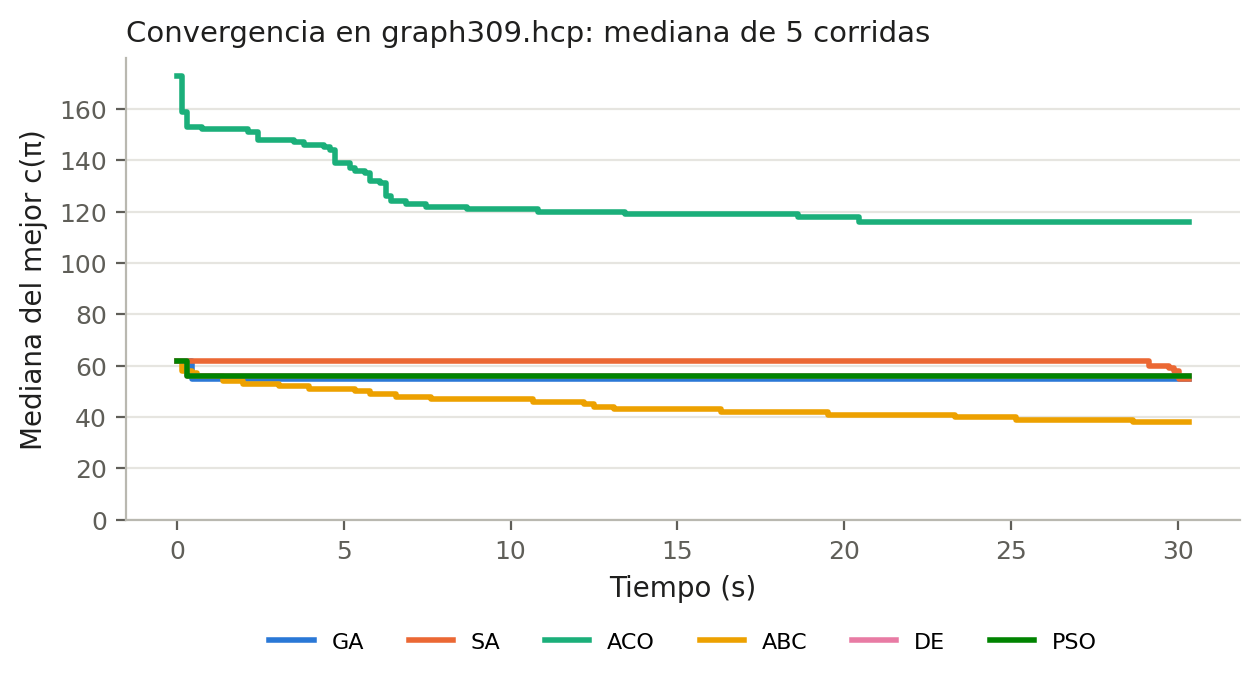 Convergencia en graph309.hcp: mediana de 5 corridas
Mediana del mejor c(π)
160
140
120
100
80
60
40
20
0
0 5 10 15 20 25 30
Tiempo (s)
GA SA ACO ABC DE PSO